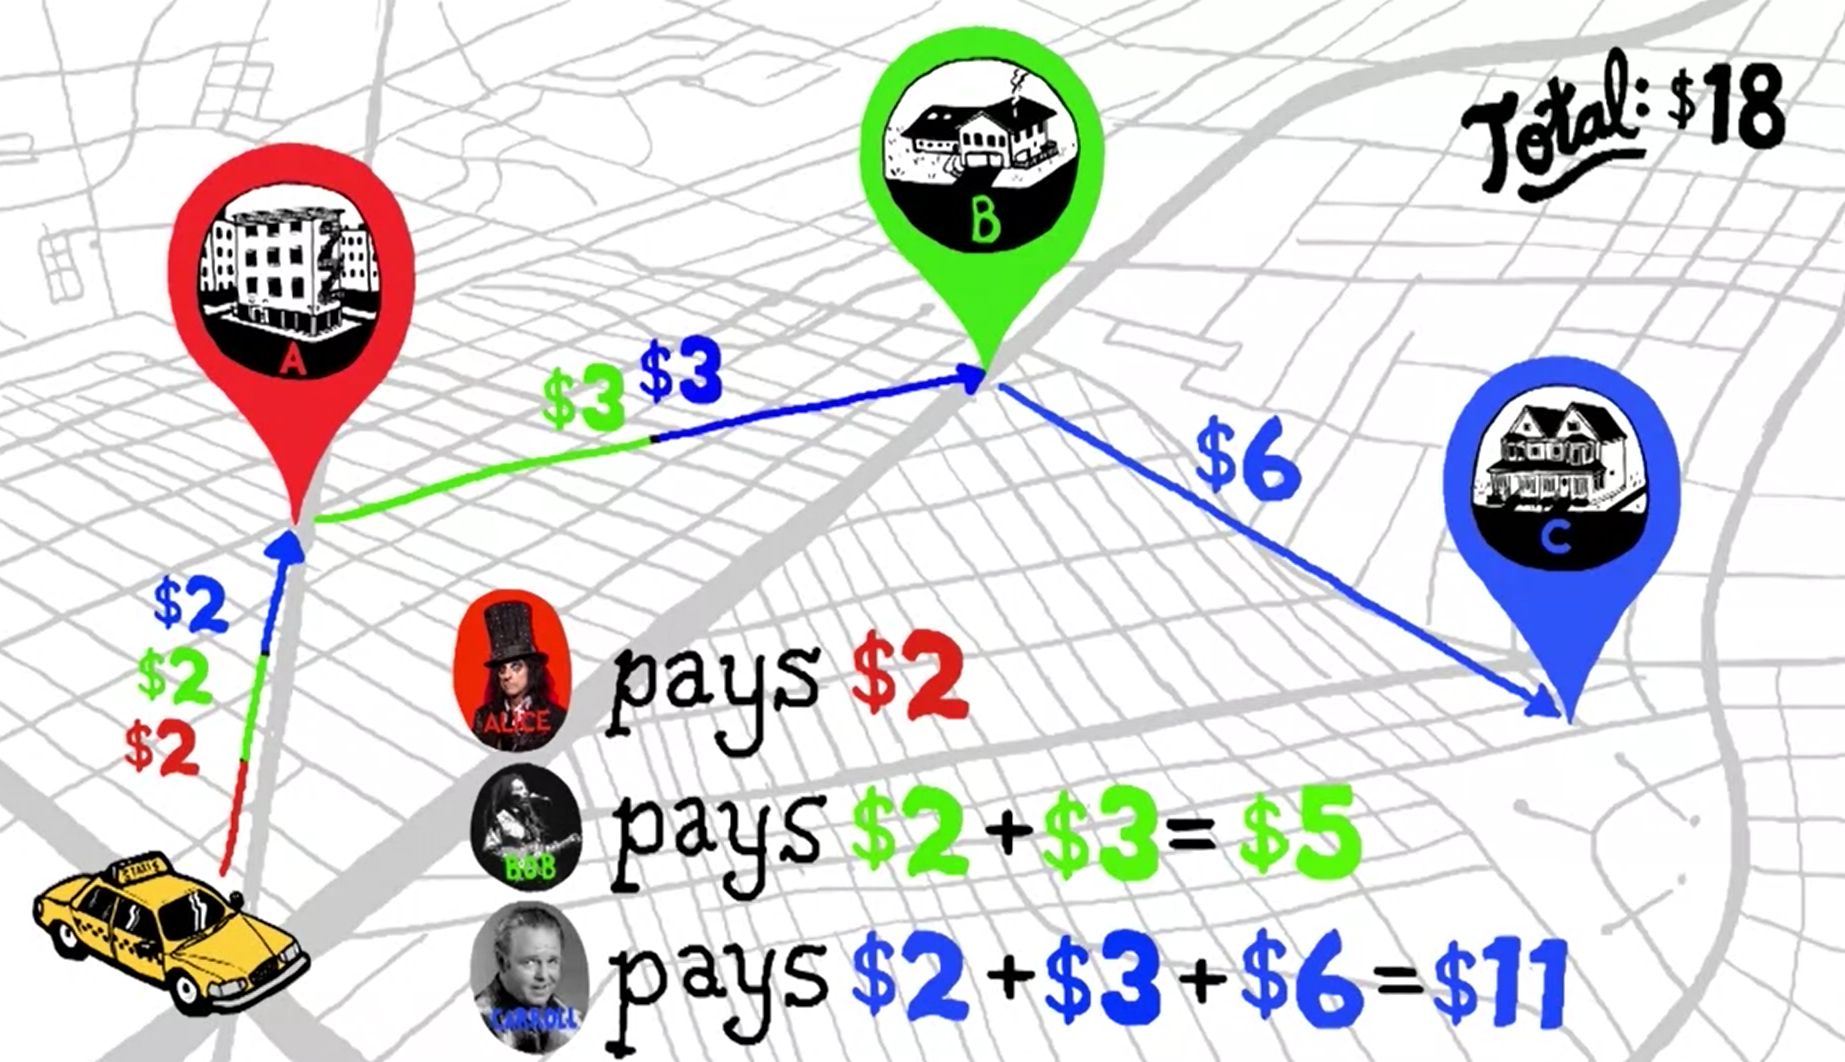 Total: $18
B
A
$3 $3
$6
C
$2
$2
$2
ALICE
pays $2
BOB
pays $2 + $3 = $5
CARROLL
pays $2 + $3 + $6 = $11
TAXI